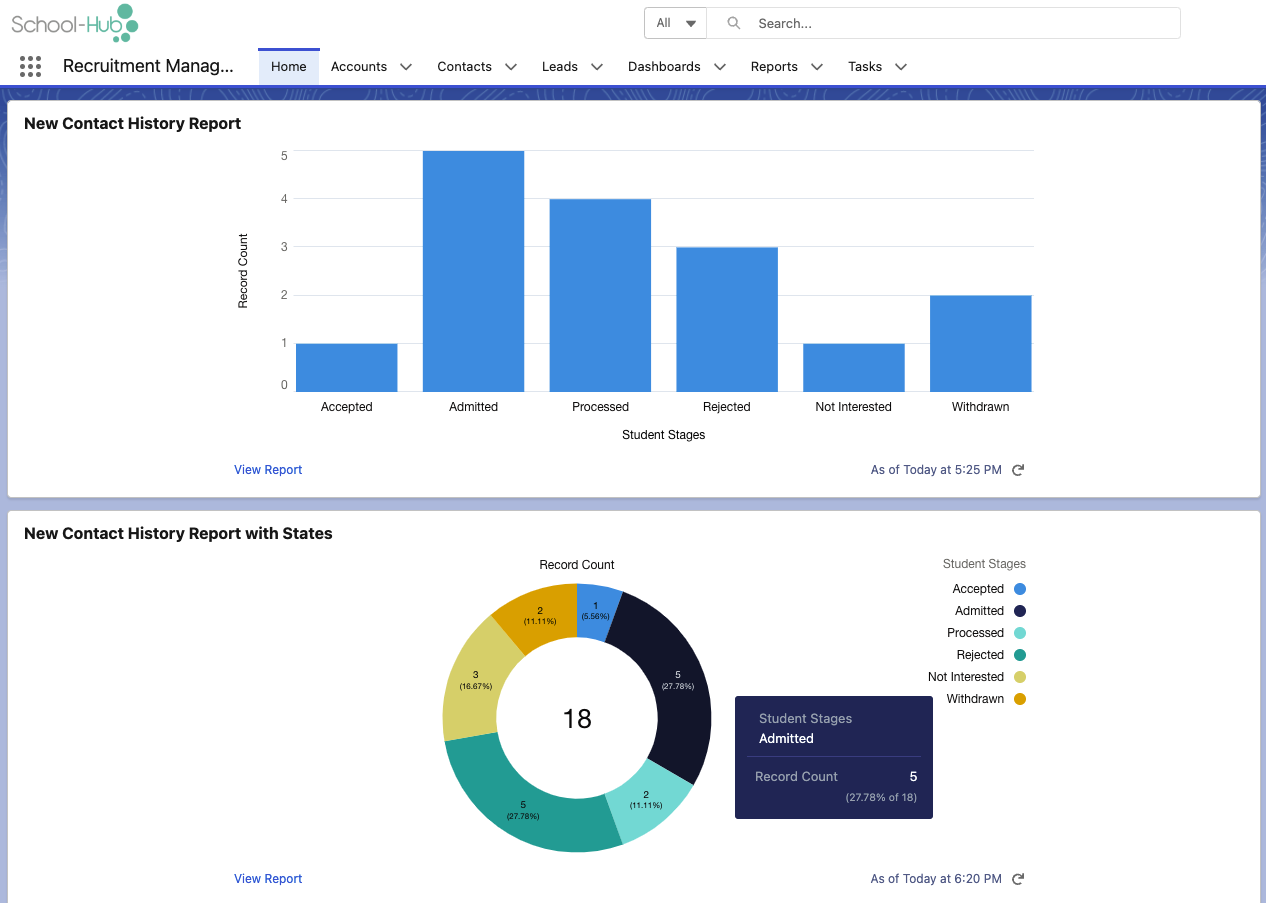 School-Hub
All
Search...
Recruitment Manag...
Home
Accounts
Contacts
Leads
Dashboards
Reports
Tasks
New Contact History Report
5
4
3
2
1
0
Record Count
Accepted
Admitted
Processed
Rejected
Not Interested
Withdrawn
Student Stages
View Report
As of Today at 5:25 PM
New Contact History Report with States
Record Count
1
(5.56%)
5
(27.78%)
2
(11.11%)
5
(27.78%)
3
(16.67%)
2
(11.11%)
18
Student Stages
Accepted
Admitted
Processed
Rejected
Not Interested
Withdrawn
Student Stages
Admitted
Record Count 5
(27.78% of 18)
View Report
As of Today at 6:20 PM